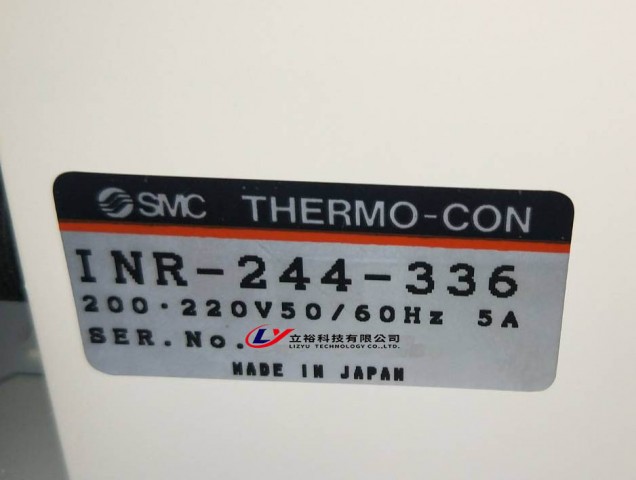 SMC THERMO-CON
INR-244-336
200·220V50/60Hz 5A
SER.No.
LY 立裕科技有限公司
LIZYU TECHNOLOGY CO.,LTD.
MADE IN JAPAN